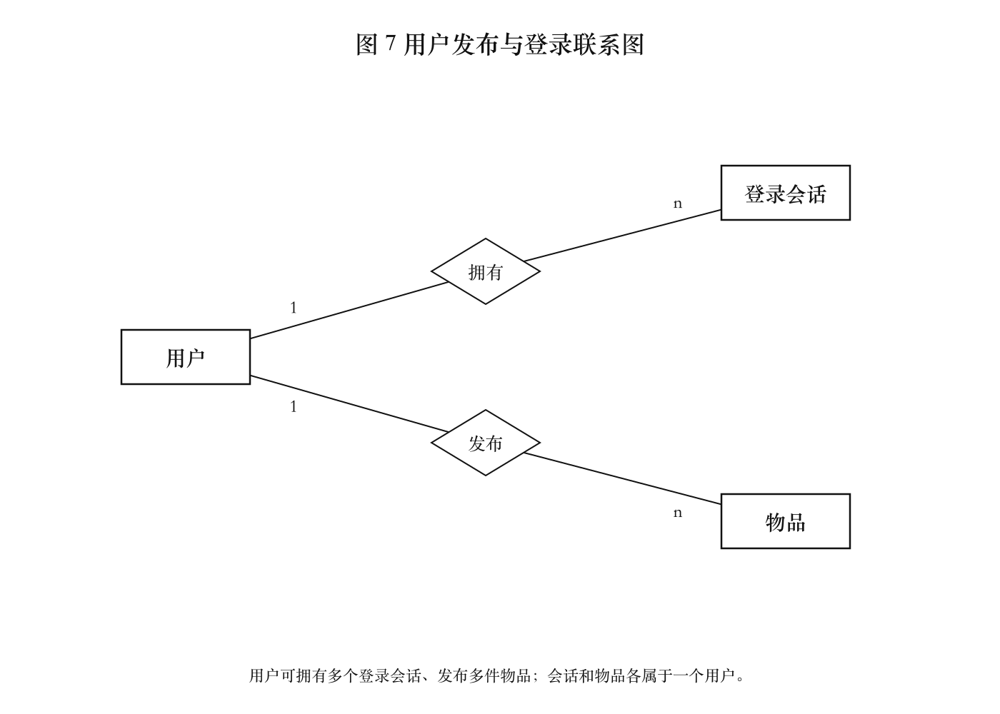 图 7 用户发布与登录联系图
登录会话
n
拥有
1
用户
1
发布
n
物品
用户可拥有多个登录会话、发布多件物品；会话和物品各属于一个用户。